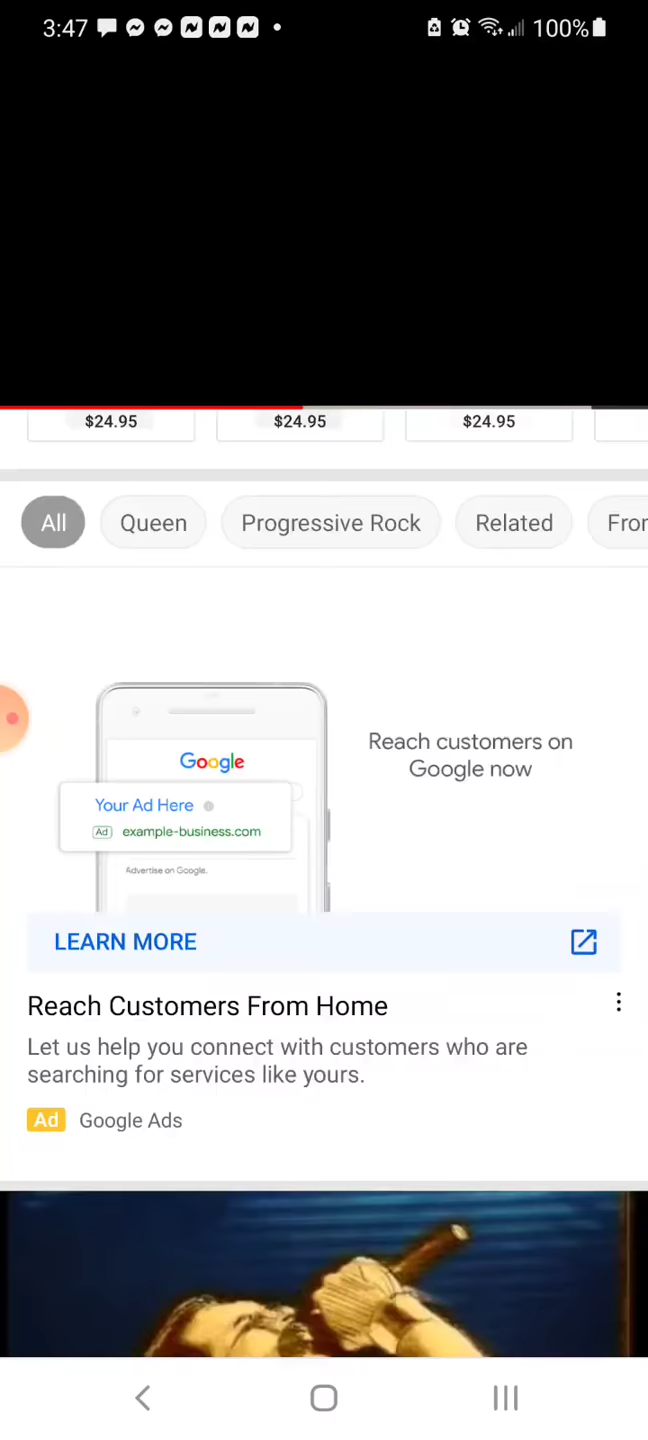 3:47 100%
$24.95 $24.95 $24.95
All Queen Progressive Rock Related Fror
Google
Reach customers on
Google now
Your Ad Here
Ad example-business.com
Advertise on Google.
LEARN MORE
Reach Customers From Home
Let us help you connect with customers who are
searching for services like yours.
Ad Google Ads